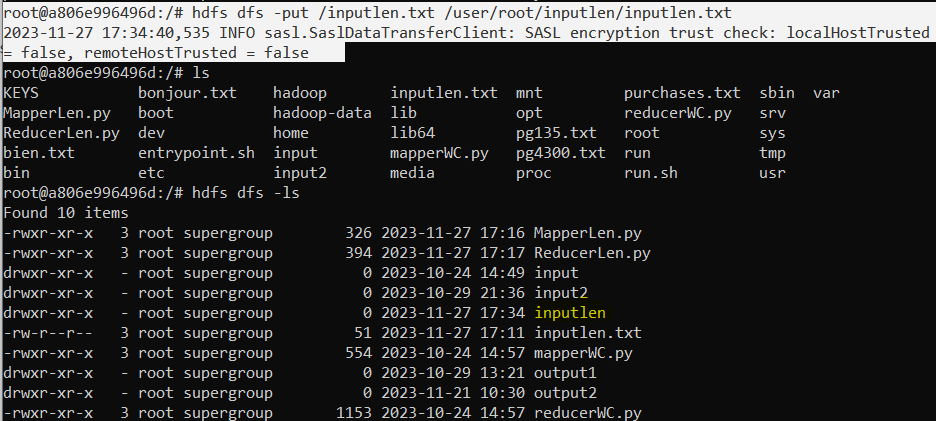 root@a806e996496d:/# hdfs dfs -put /inputlen.txt /user/root/inputlen/inputlen.txt
2023-11-27 17:34:40,535 INFO sasl.SaslDataTransferClient: SASL encryption trust check: localHostTrusted
= false, remoteHostTrusted = false
root@a806e996496d:/# ls
KEYS bonjour.txt hadoop inputlen.txt mnt purchases.txt sbin var
MapperLen.py boot hadoop-data lib opt reducerWC.py srv
ReducerLen.py dev home lib64 pg135.txt root sys
bien.txt entrypoint.sh input mapperWC.py pg4300.txt run tmp
bin etc input2 media proc run.sh usr
root@a806e996496d:/# hdfs dfs -ls
Found 10 items
-rwxr-xr-x 3 root supergroup 326 2023-11-27 17:16 MapperLen.py
-rwxr-xr-x 3 root supergroup 394 2023-11-27 17:17 ReducerLen.py
drwxr-xr-x - root supergroup 0 2023-10-24 14:49 input
drwxr-xr-x - root supergroup 0 2023-10-29 21:36 input2
drwxr-xr-x - root supergroup 0 2023-11-27 17:34 inputlen
-rw-r--r-- 3 root supergroup 51 2023-11-27 17:11 inputlen.txt
-rwxr-xr-x 3 root supergroup 554 2023-10-24 14:57 mapperWC.py
drwxr-xr-x - root supergroup 0 2023-10-29 13:21 output1
drwxr-xr-x - root supergroup 0 2023-11-21 10:30 output2
-rwxr-xr-x 3 root supergroup 1153 2023-10-24 14:57 reducerWC.py